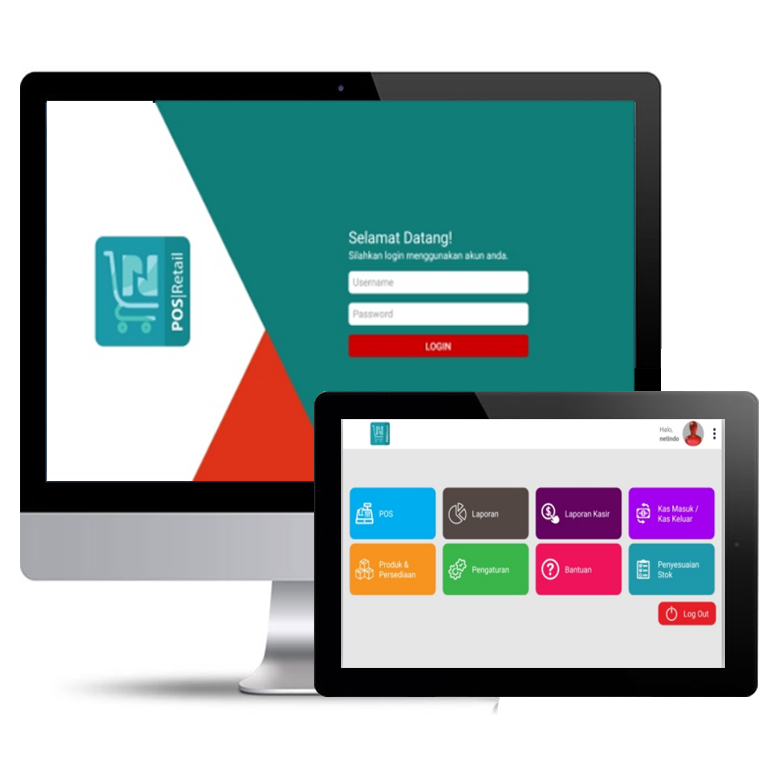 POS|Retail
Selamat Datang!
Silahkan login menggunakan akun anda.
Username
Password
LOGIN
Halo,
netindo
POS
Laporan
Laporan Kasir
Kas Masuk /
Kas Keluar
Produk &
Persediaan
Pengaturan
Bantuan
Penyesuaian
Stok
Log Out